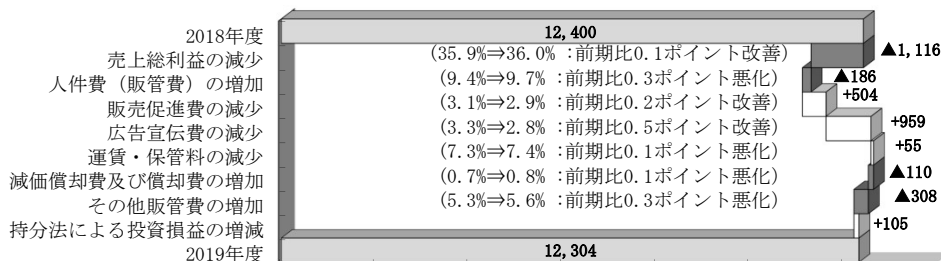 2018年度 12,400
売上総利益の減少 (35.9%⇒36.0% :前期比0.1ポイント改善) ▲1,116
人件費（販管費）の増加 (9.4%⇒9.7% :前期比0.3ポイント悪化) ▲186
販売促進費の減少 (3.1%⇒2.9% :前期比0.2ポイント改善) +504
広告宣伝費の減少 (3.3%⇒2.8% :前期比0.5ポイント改善) +959
運賃・保管料の減少 (7.3%⇒7.4% :前期比0.1ポイント悪化) +55
減価償却費及び償却費の増加 (0.7%⇒0.8% :前期比0.1ポイント悪化) ▲110
その他販管費の増加 (5.3%⇒5.6% :前期比0.3ポイント悪化) ▲308
持分法による投資損益の増減 +105
2019年度 12,304